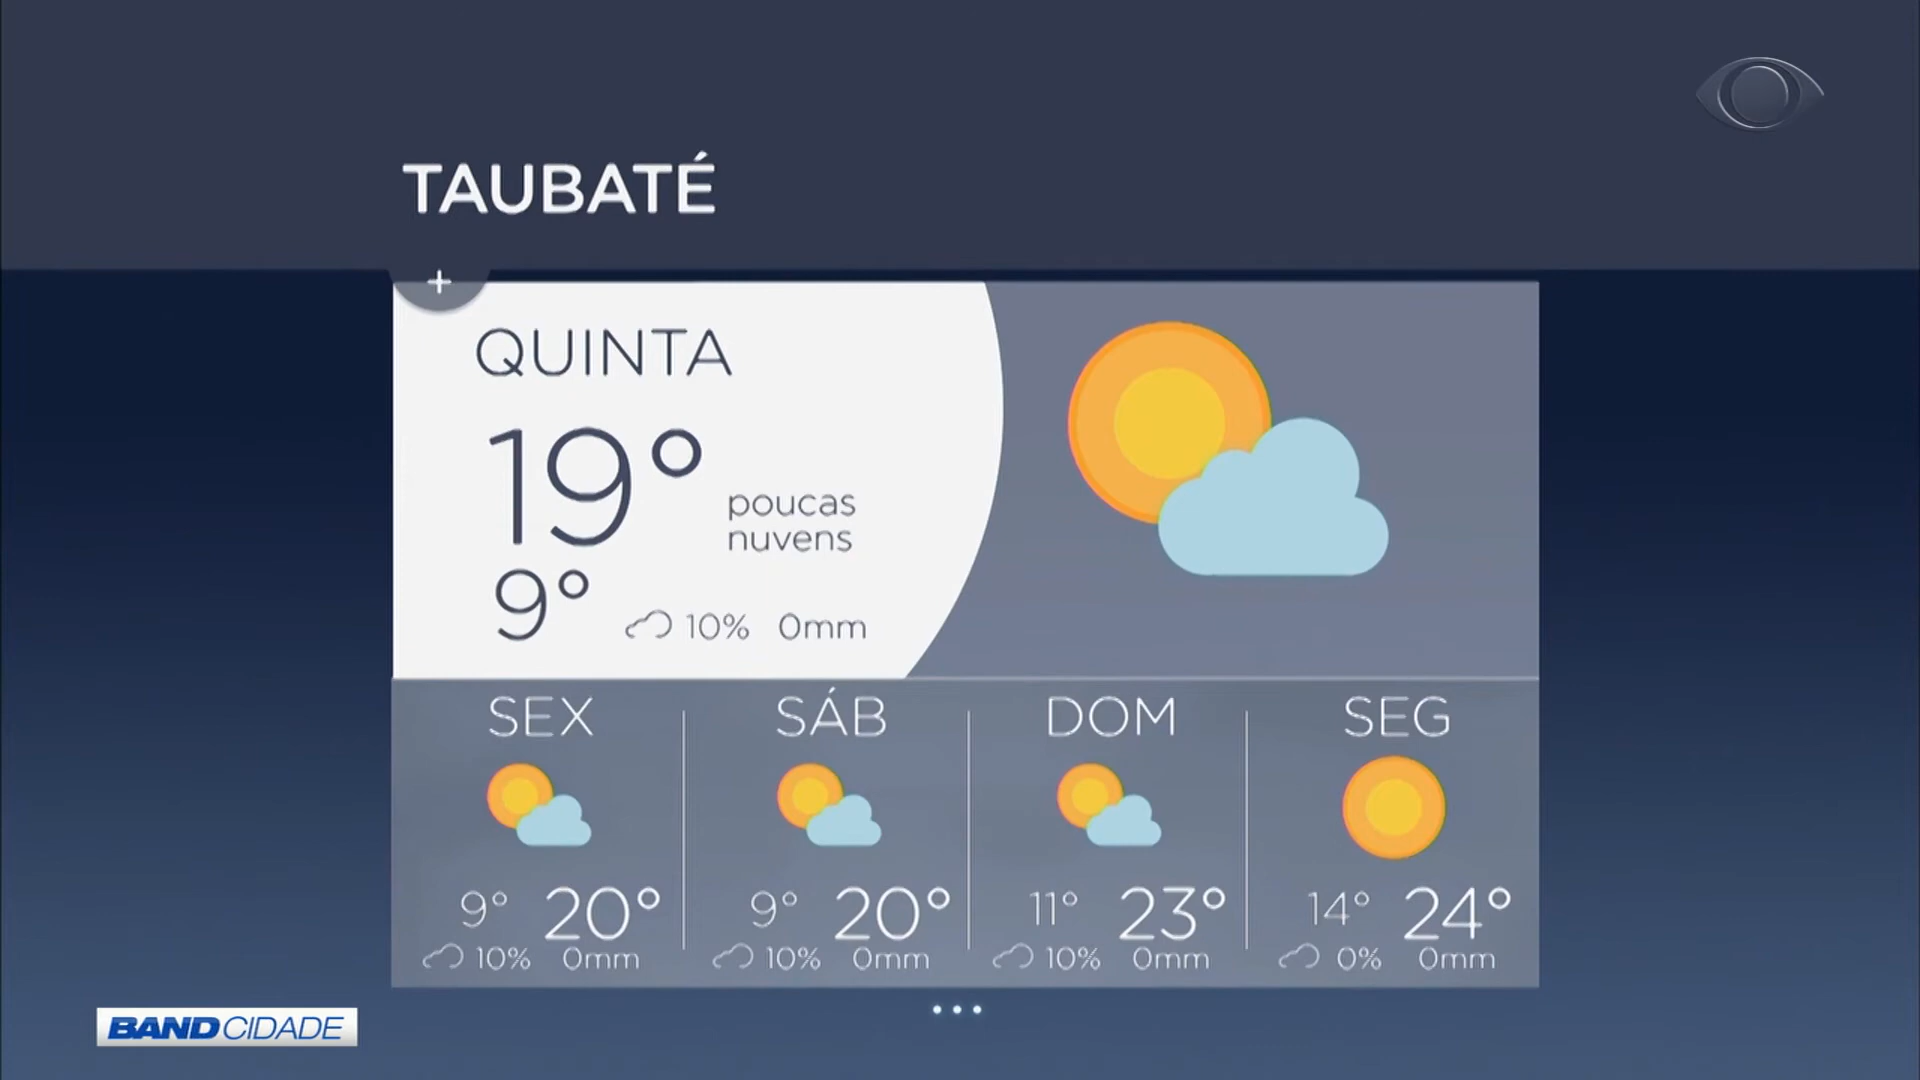 TAUBATÉ
+
QUINTA
19°
poucas
nuvens
9°
10% 0mm
SEX SÁB DOM SEG
9° 20° 9° 20° 11° 23° 14° 24°
10% 0mm 10% 0mm 10% 0mm 0% 0mm
BAND CIDADE